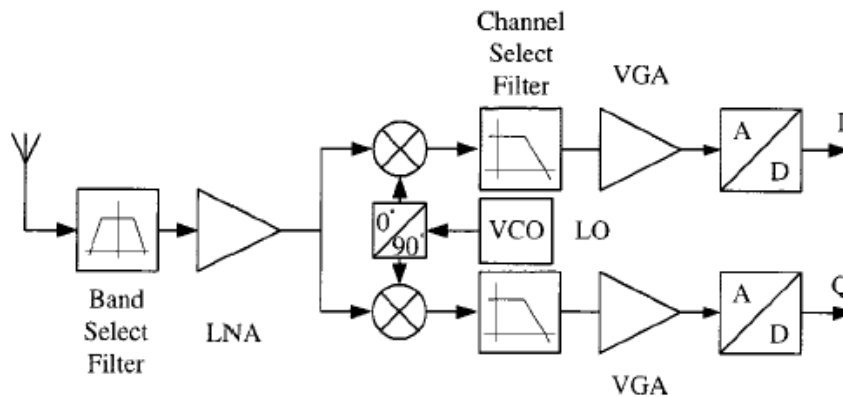 Channel
Select
Filter
VGA
A
D
I
0°
90°
VCO
LO
Band
Select
Filter
LNA
A
D
Q
VGA